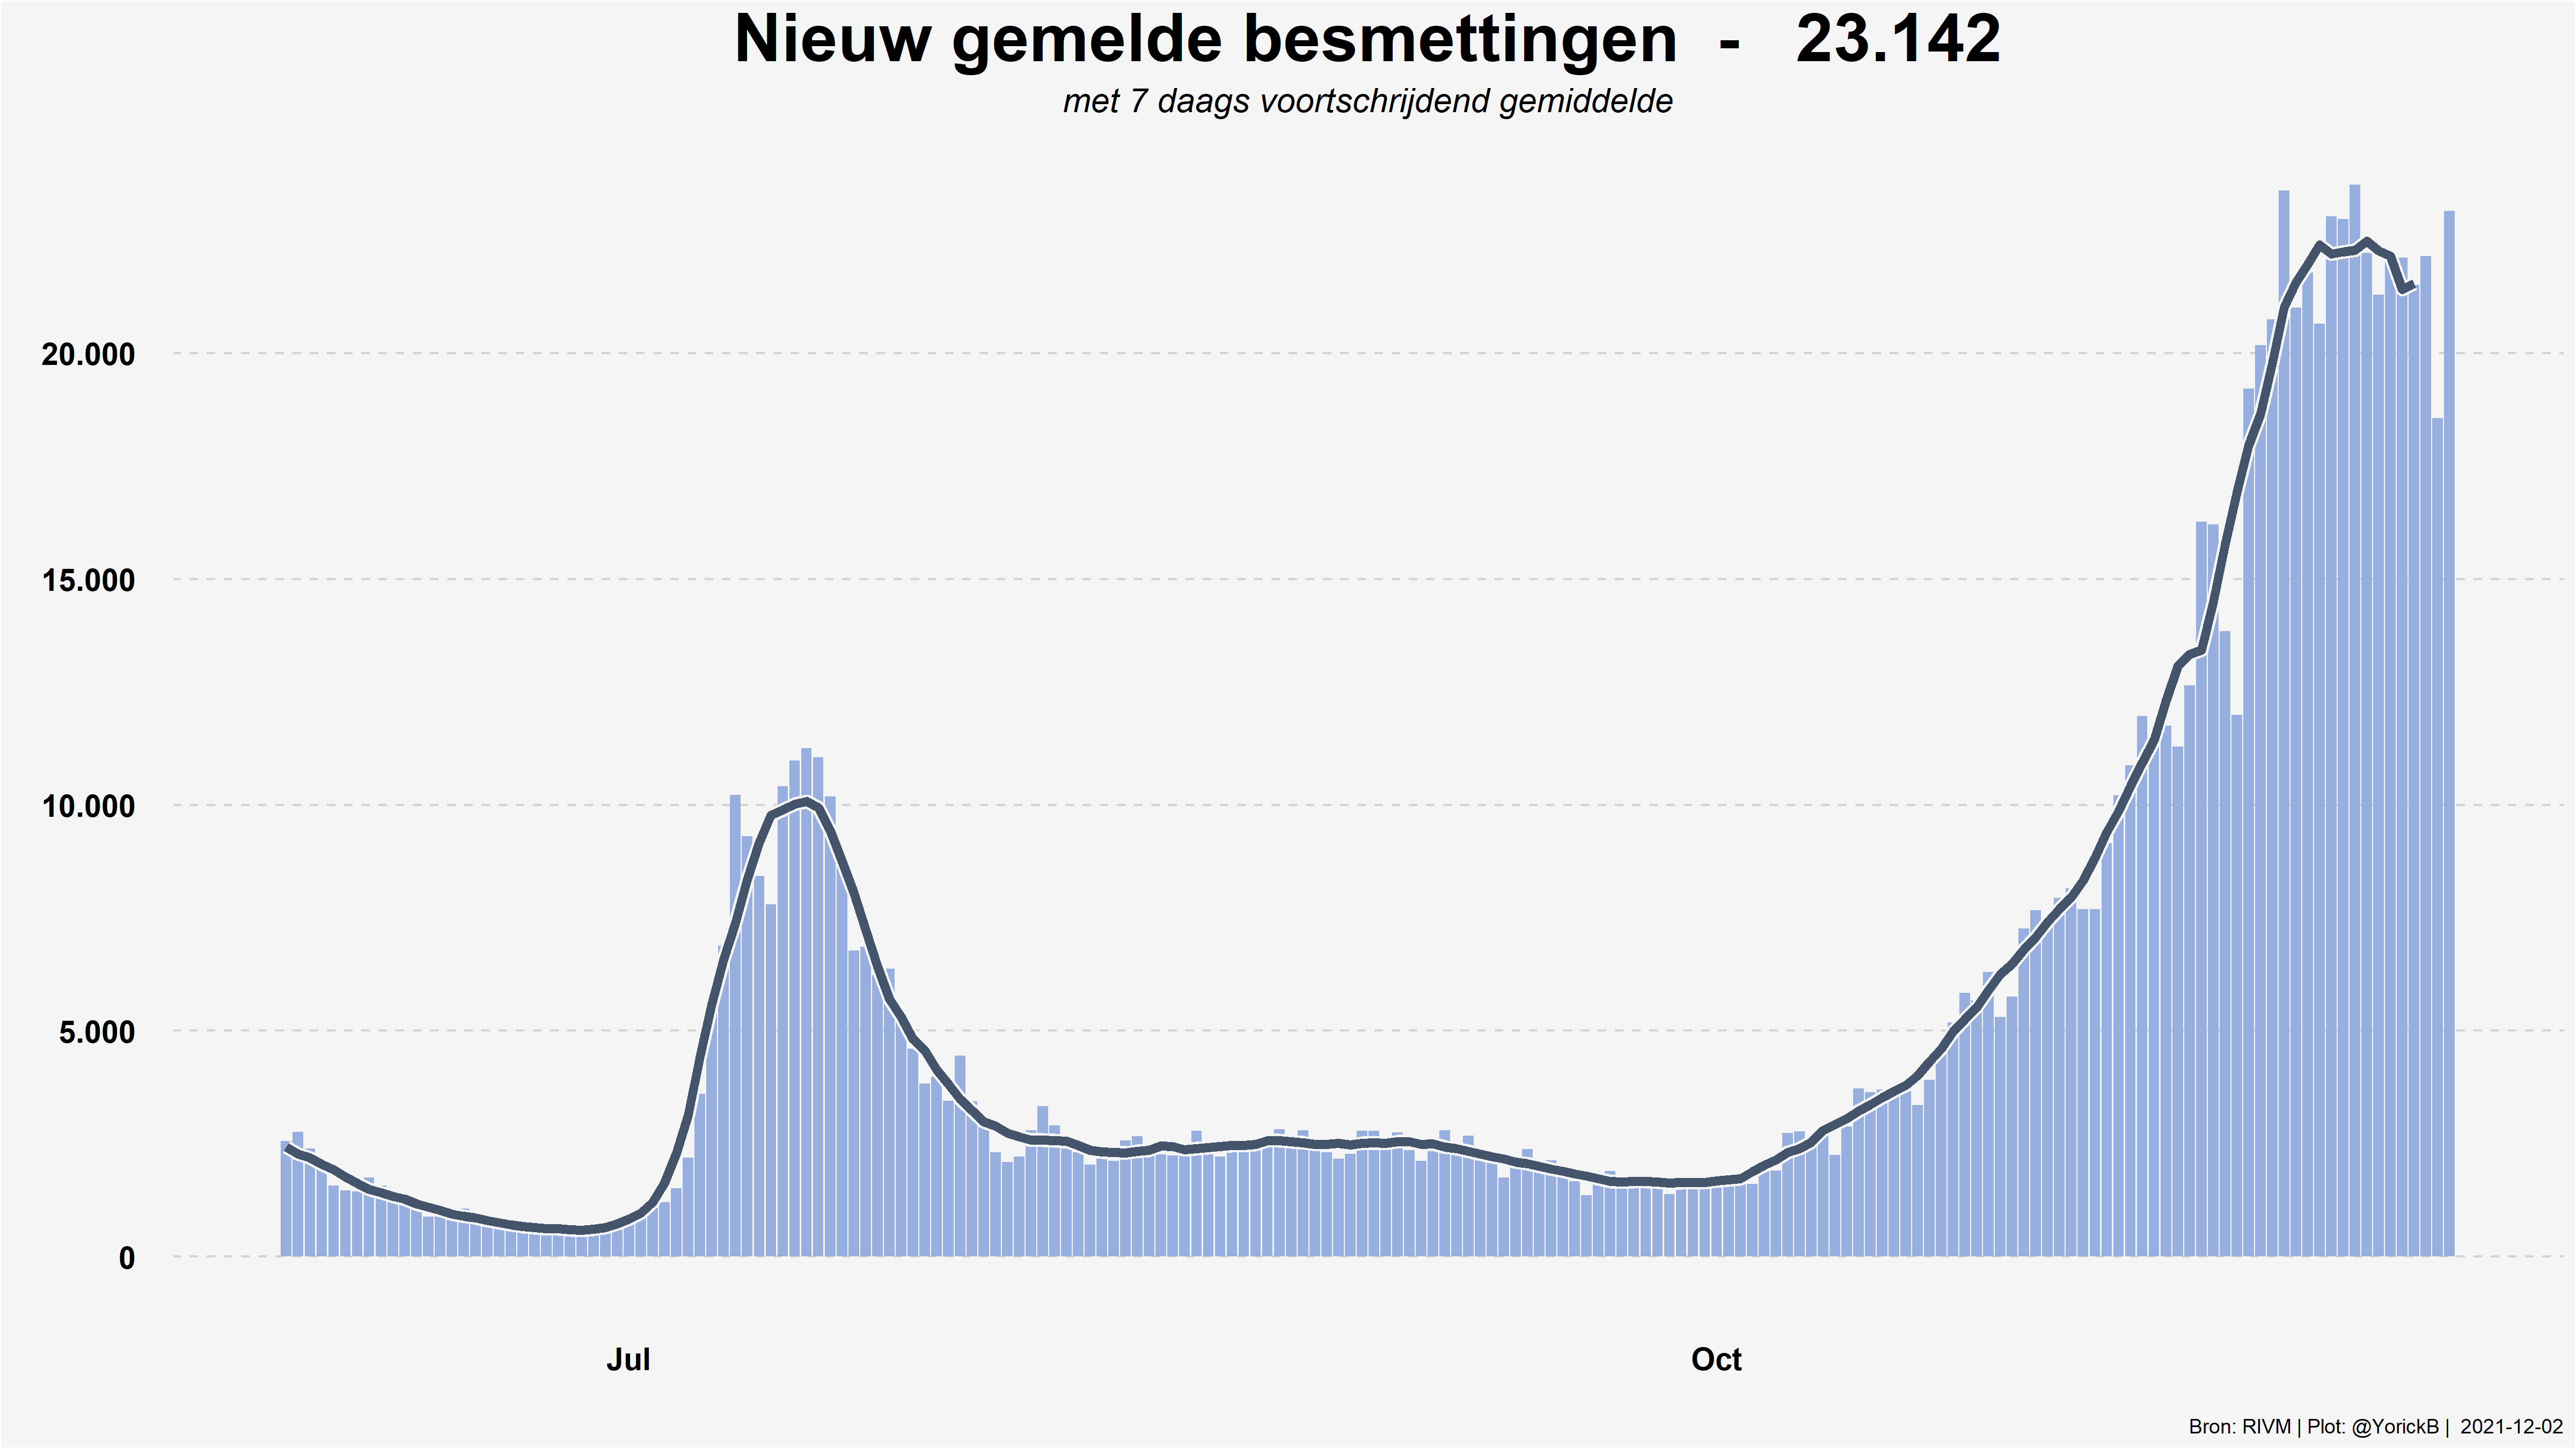 Nieuw gemelde besmettingen - 23.142
met 7 daags voortschrijdend gemiddelde
20.000
15.000
10.000
5.000
0
Jul Oct
Bron: RIVM | Plot: @YorickB | 2021-12-02